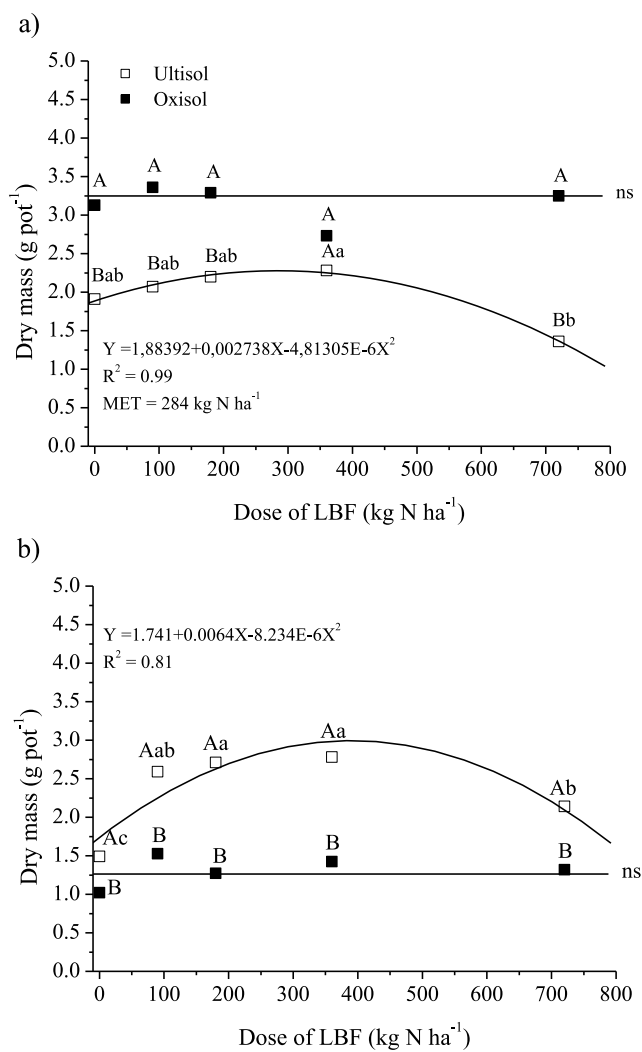 a)
5.0
4.5
4.0
3.5
3.0
2.5
2.0
1.5
1.0
0.5
0.0
Dry mass (g pot⁻¹)
Ultisol
Oxisol
A A A A A
ns
Bab Bab Bab Aa Bb
Y =1,88392+0,002738X-4,81305E-6X²
R² = 0.99
MET = 284 kg N ha⁻¹
0 100 200 300 400 500 600 700 800
Dose of LBF (kg N ha⁻¹)
b)
5.0
4.5
4.0
3.5
3.0
2.5
2.0
1.5
1.0
0.5
0.0
Dry mass (g pot⁻¹)
Y =1.741+0.0064X-8.234E-6X²
R² = 0.81
Ac Aab Aa Aa Ab
B B B B B
ns
0 100 200 300 400 500 600 700 800
Dose of LBF (kg N ha⁻¹)